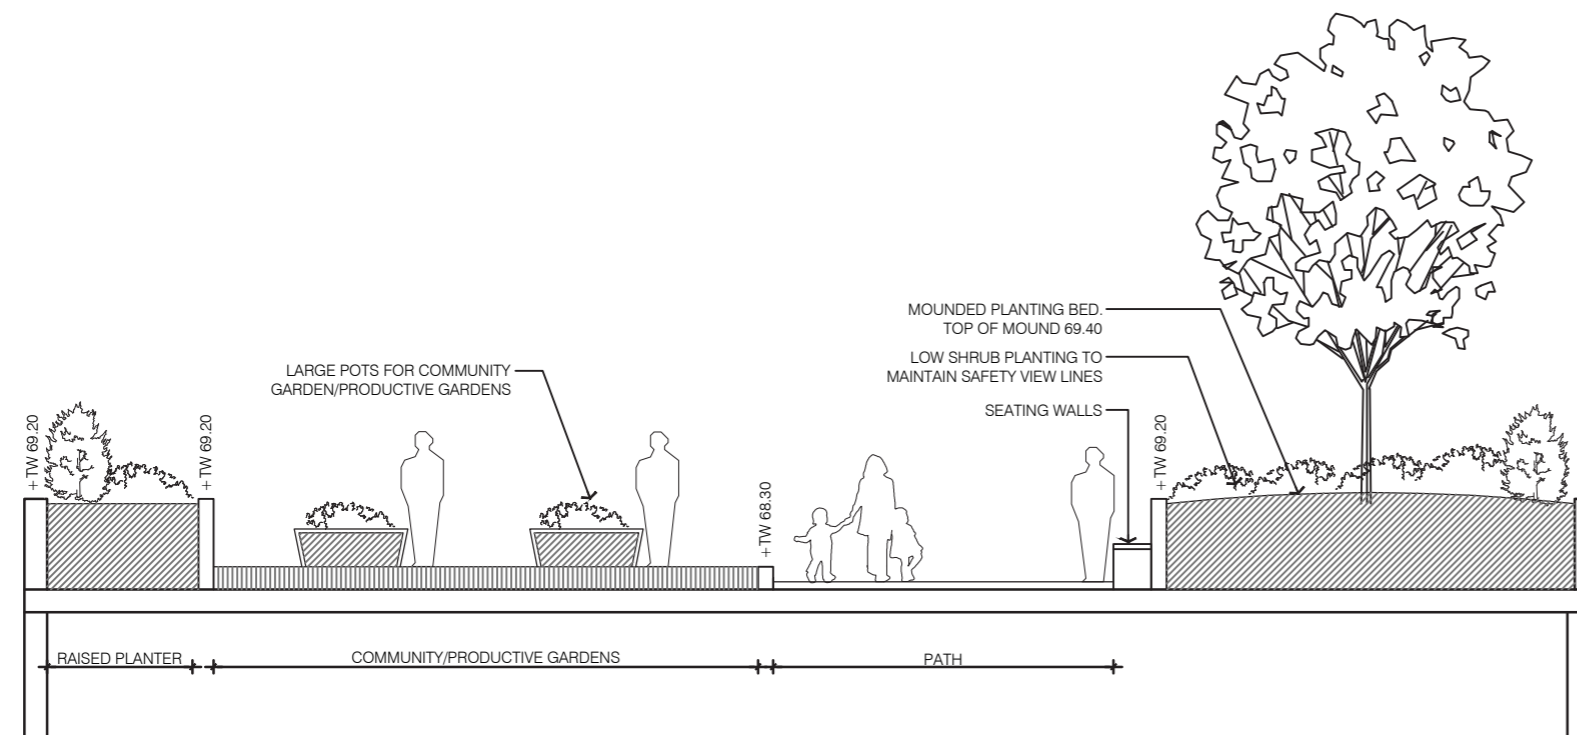 MOUNDED PLANTING BED.
TOP OF MOUND 69.40
LOW SHRUB PLANTING TO
MAINTAIN SAFETY VIEW LINES
LARGE POTS FOR COMMUNITY
GARDEN/PRODUCTIVE GARDENS
SEATING WALLS
+TW 69.20
+TW 69.20
+TW 68.30
+TW 69.20
RAISED PLANTER
COMMUNITY/PRODUCTIVE GARDENS
PATH